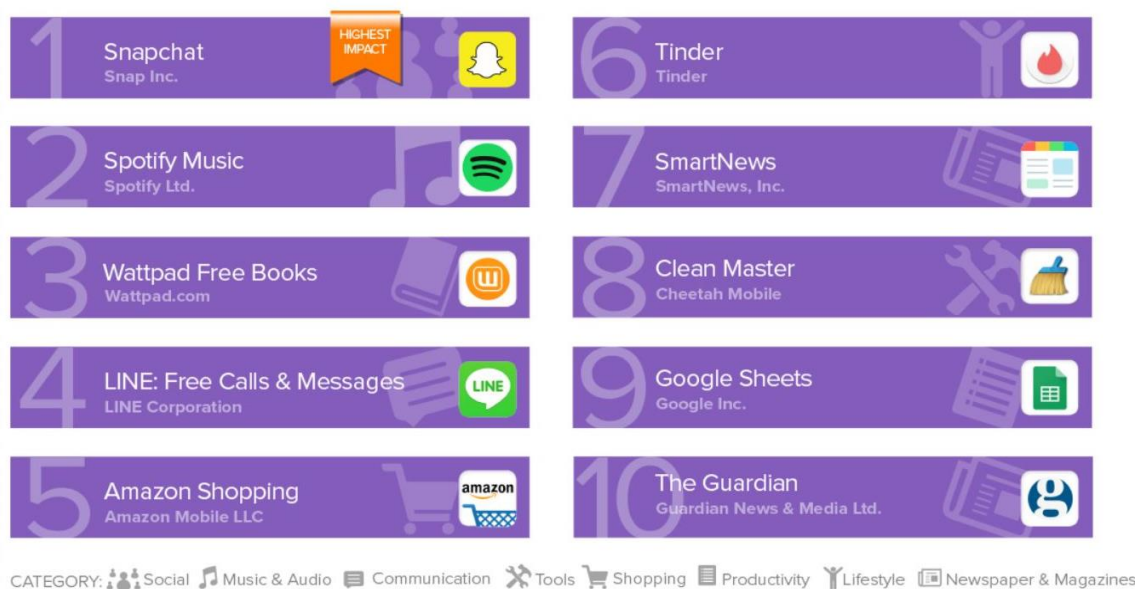 1
Snapchat
Snap Inc.
HIGHEST
IMPACT
2
Spotify Music
Spotify Ltd.
3
Wattpad Free Books
Wattpad.com
4
LINE: Free Calls & Messages
LINE Corporation
LINE
5
Amazon Shopping
Amazon Mobile LLC
amazon
6
Tinder
Tinder
7
SmartNews
SmartNews, Inc.
8
Clean Master
Cheetah Mobile
9
Google Sheets
Google Inc.
10
The Guardian
Guardian News & Media Ltd.
g
CATEGORY: Social Music & Audio Communication Tools Shopping Productivity Lifestyle Newspaper & Magazines